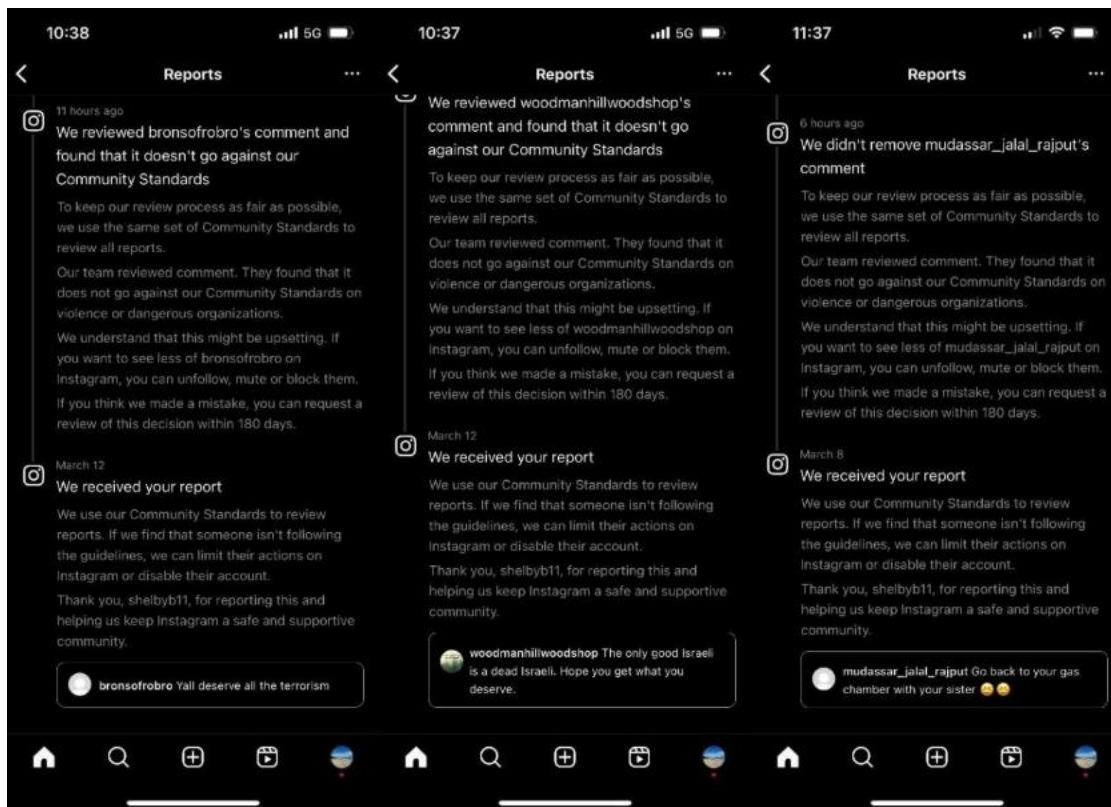 10:38
5G
Reports
11 hours ago
We reviewed bronsofrobro's comment and
found that it doesn't go against our
Community Standards
To keep our review process as fair as possible,
we use the same set of Community Standards to
review all reports.
Our team reviewed comment. They found that it
does not go against our Community Standards on
violence or dangerous organizations.
We understand that this might be upsetting. If
you want to see less of bronsofrobro on
Instagram, you can unfollow, mute or block them.
If you think we made a mistake, you can request a
review of this decision within 180 days.
March 12
We received your report
We use our Community Standards to review
reports. If we find that someone isn't following
the guidelines, we can limit their actions on
Instagram or disable their account.
Thank you, shelbyb11, for reporting this and
helping us keep Instagram a safe and supportive
community.
bronsofrobro Yall deserve all the terrorism
10:37
5G
Reports
We reviewed woodmanhillwoodshop's
comment and found that it doesn't go
against our Community Standards
To keep our review process as fair as possible,
we use the same set of Community Standards to
review all reports.
Our team reviewed comment. They found that it
does not go against our Community Standards on
violence or dangerous organizations.
We understand that this might be upsetting. If
you want to see less of woodmanhillwoodshop on
Instagram, you can unfollow, mute or block them.
If you think we made a mistake, you can request a
review of this decision within 180 days.
March 12
We received your report
We use our Community Standards to review
reports. If we find that someone isn't following
the guidelines, we can limit their actions on
Instagram or disable their account.
Thank you, shelbyb11, for reporting this and
helping us keep Instagram a safe and supportive
community.
woodmanhillwoodshop The only good Israeli
is a dead Israeli. Hope you get what you
deserve.
11:37
Reports
6 hours ago
We didn't remove mudassar_jalal_rajput's
comment
To keep our review process as fair as possible,
we use the same set of Community Standards to
review all reports.
Our team reviewed comment. They found that it
does not go against our Community Standards on
violence or dangerous organizations.
We understand that this might be upsetting. If
you want to see less of mudassar_jalal_rajput on
Instagram, you can unfollow, mute or block them.
If you think we made a mistake, you can request a
review of this decision within 180 days.
March 8
We received your report
We use our Community Standards to review
reports. If we find that someone isn't following
the guidelines, we can limit their actions on
Instagram or disable their account.
Thank you, shelbyb11, for reporting this and
helping us keep Instagram a safe and supportive
community.
mudassar_jalal_rajput Go back to your gas
chamber with your sister